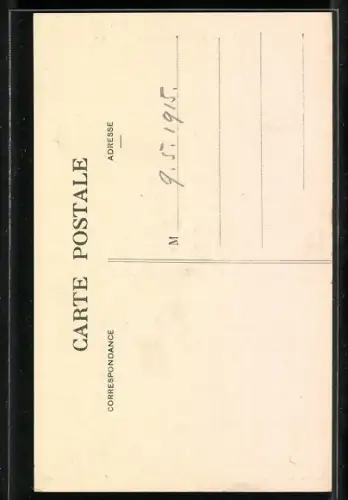 CARTE POSTALE
CORRESPONDANCE
ADRESSE
M 9.5.1915.